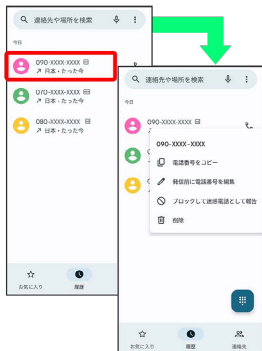 連絡先や場所を検索
今日
090-XXXX-XXXX
日本・たった今
070-XXXX-XXXX
日本・たった今
080-XXXX-XXXX
日本・たった今
お気に入り
履歴
連絡先や場所を検索
今日
090-XXXX-XXXX
090-XXXX-XXXX
電話番号をコピー
発信前に電話番号を編集
ブロックして迷惑電話として報告
削除
お気に入り
履歴
連絡先